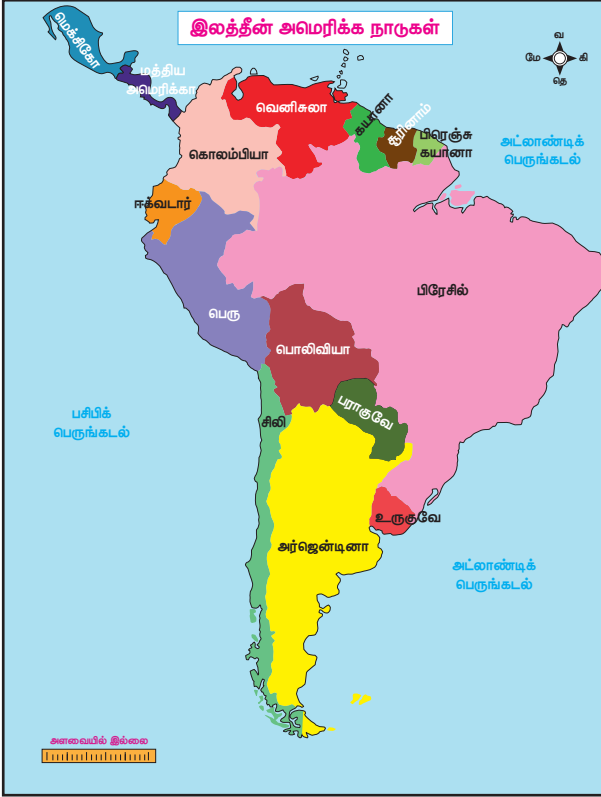 இலத்தீன் அமெரிக்க நாடுகள்
வ
மே
கி
தெ
மெக்சிகோ
மத்திய
அமெரிக்கா
வெனிசுலா
கயானா
சூரினாம்
பிரெஞ்சு
கயானா
அட்லாண்டிக்
பெருங்கடல்
கொலம்பியா
ஈக்வடார்
பிரேசில்
பெரு
பொலிவியா
பசிபிக்
பெருங்கடல்
சிலி
பராகுவே
உருகுவே
அர்ஜென்டினா
அட்லாண்டிக்
பெருங்கடல்
அளவையில் இல்லை